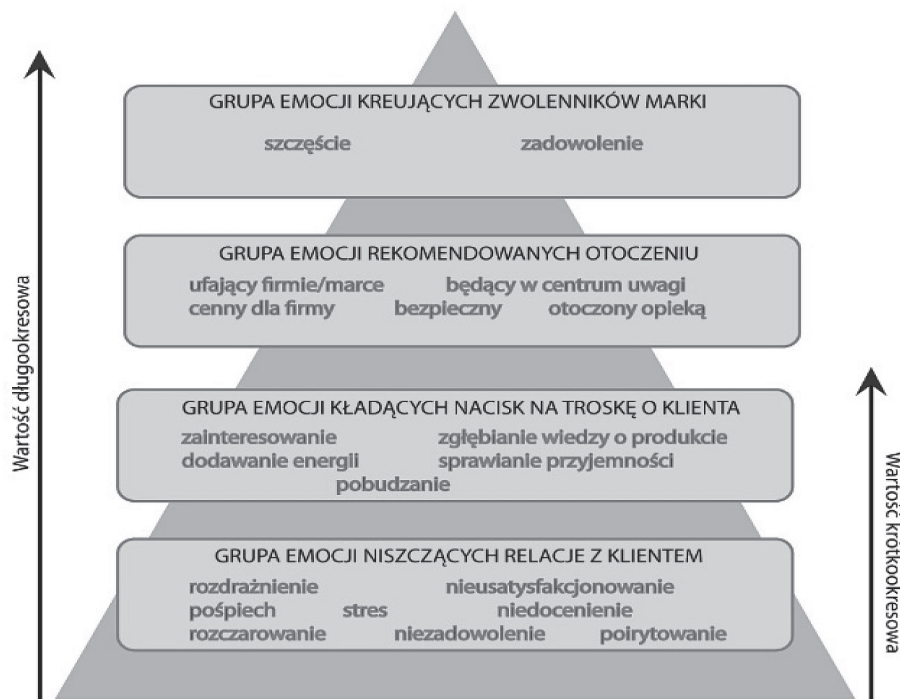 GRUPA EMOCJI KREUJĄCYCH ZWOLENNIKÓW MARKI
szczęście zadowolenie
GRUPA EMOCJI REKOMENDOWANYCH OTOCZENIU
ufający firmie/marce będący w centrum uwagi
cenny dla firmy bezpieczny otoczony opieką
GRUPA EMOCJI KŁADĄCYCH NACISK NA TROSKĘ O KLIENTA
zainteresowanie zgłębianie wiedzy o produkcie
dodawanie energii sprawianie przyjemności
pobudzanie
GRUPA EMOCJI NISZCZĄCYCH RELACJE Z KLIENTEM
rozdrażnienie nieusatysfakcjonowanie
pośpiech stres niedocenienie
rozczarowanie niezadowolenie poirytowanie
Wartość długookresowa
Wartość krótkookresowa